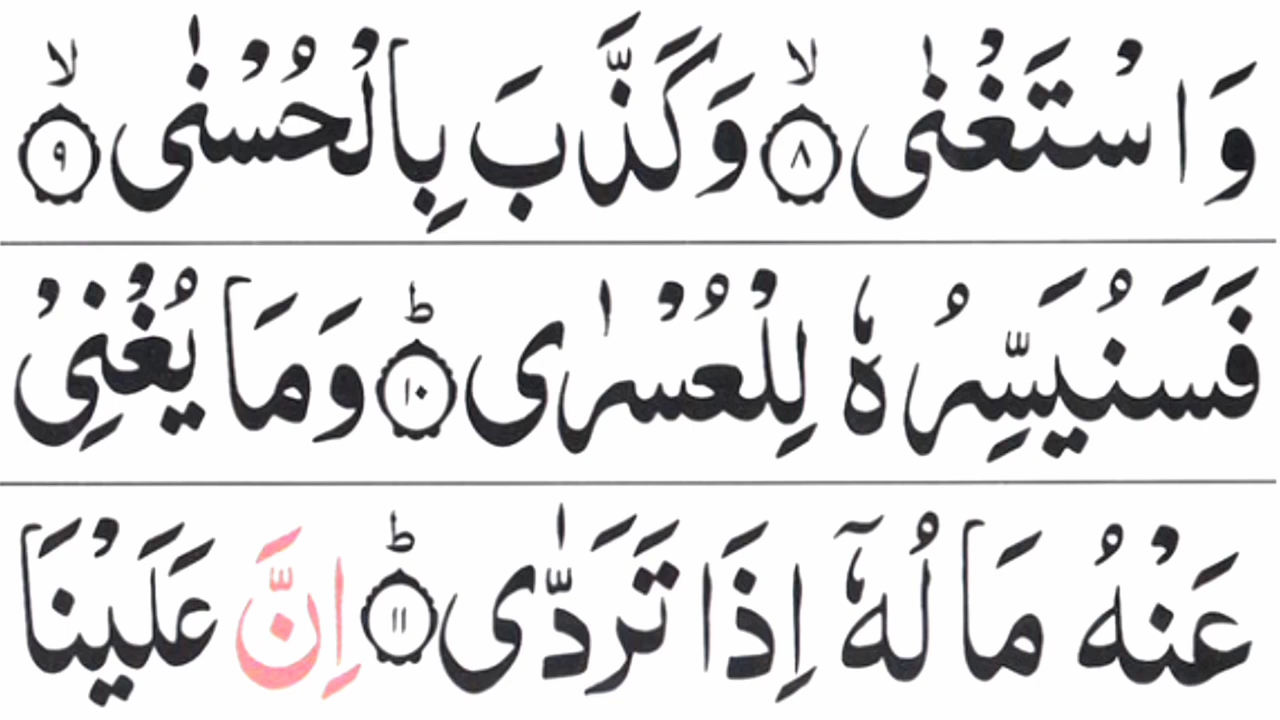 وَ اسْتَغْنٰی ۙ﴿۸﴾ وَكَذَّبَ بِالْحُسْنٰی ۙ﴿۹﴾
فَسَنُیَسِّرُهٗ لِلْعُسْرٰی ؕ﴿۱۰﴾ وَمَا یُغْنِیْ
عَنْهُ مَالُهٗۤ اِذَا تَرَدّٰی ؕ﴿۱۱﴾ اِنَّ عَلَیْنَا